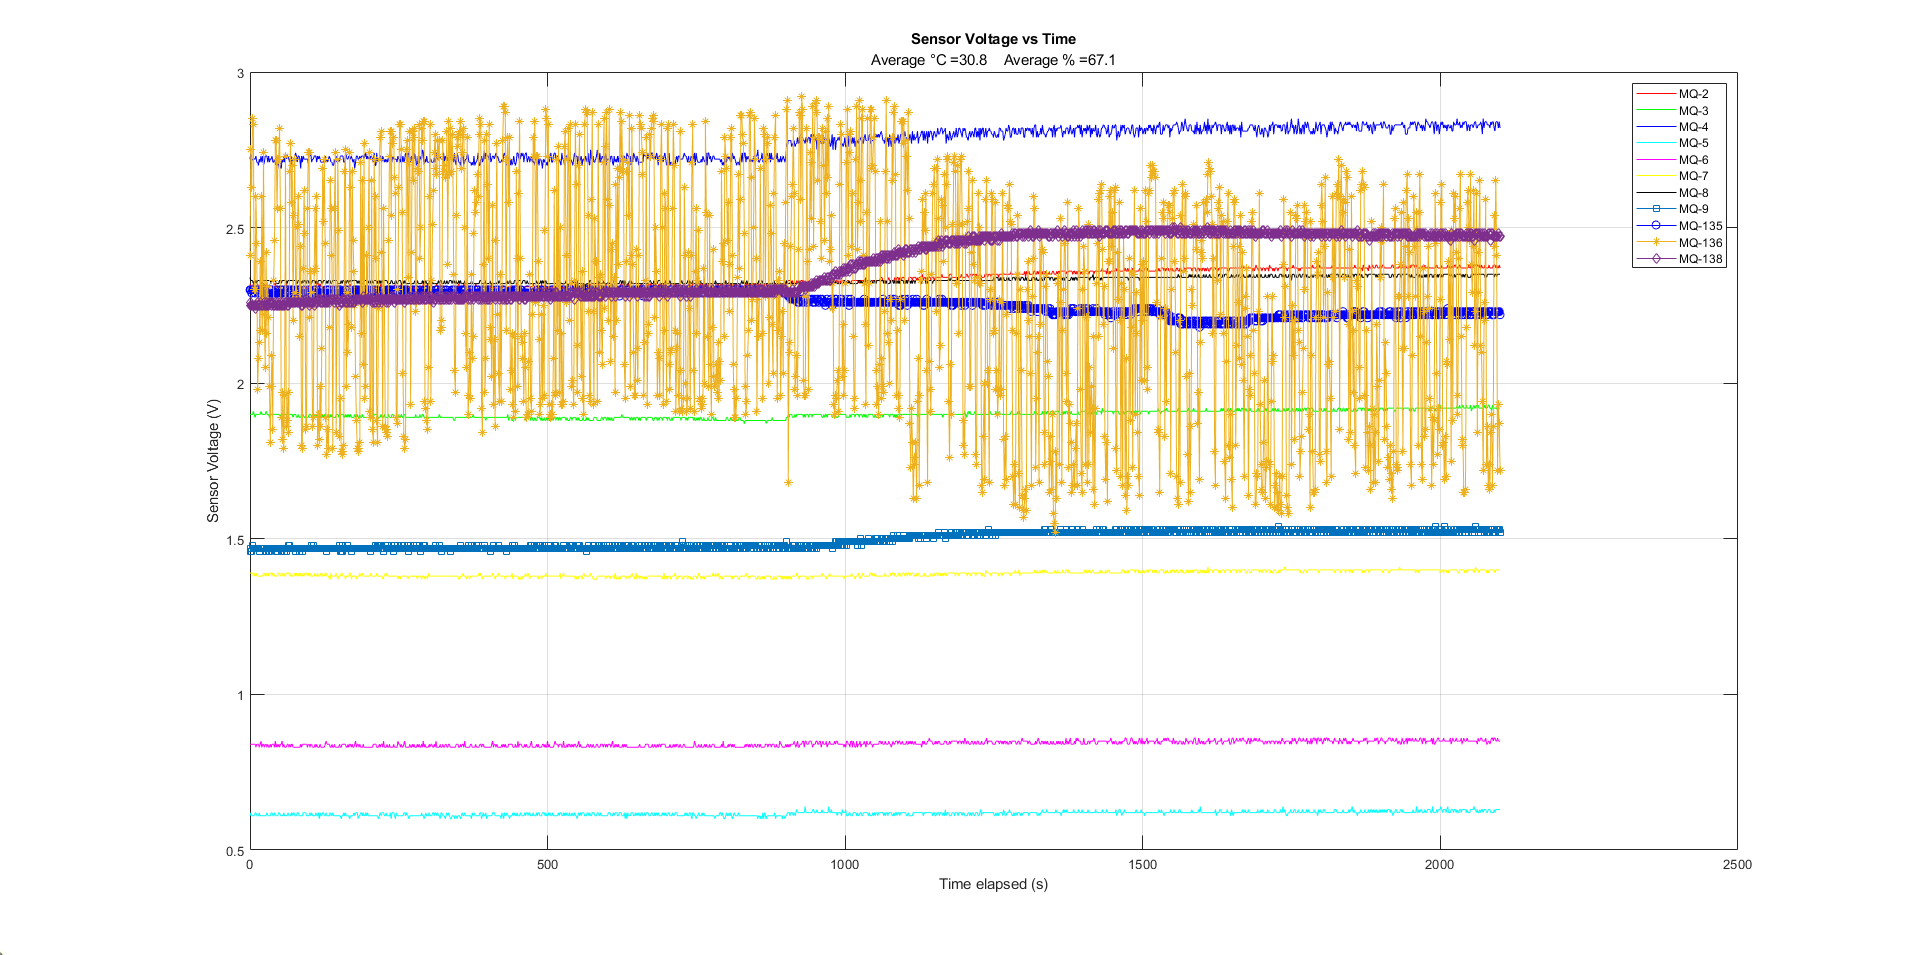 Sensor Voltage vs Time
Average °C =30.8 Average % =67.1
3
2.5
2
1.5
1
0.5
Sensor Voltage (V)
MQ-2
MQ-3
MQ-4
MQ-5
MQ-6
MQ-7
MQ-8
MQ-9
MQ-135
MQ-136
MQ-138
0 500 1000 1500 2000 2500
Time elapsed (s)